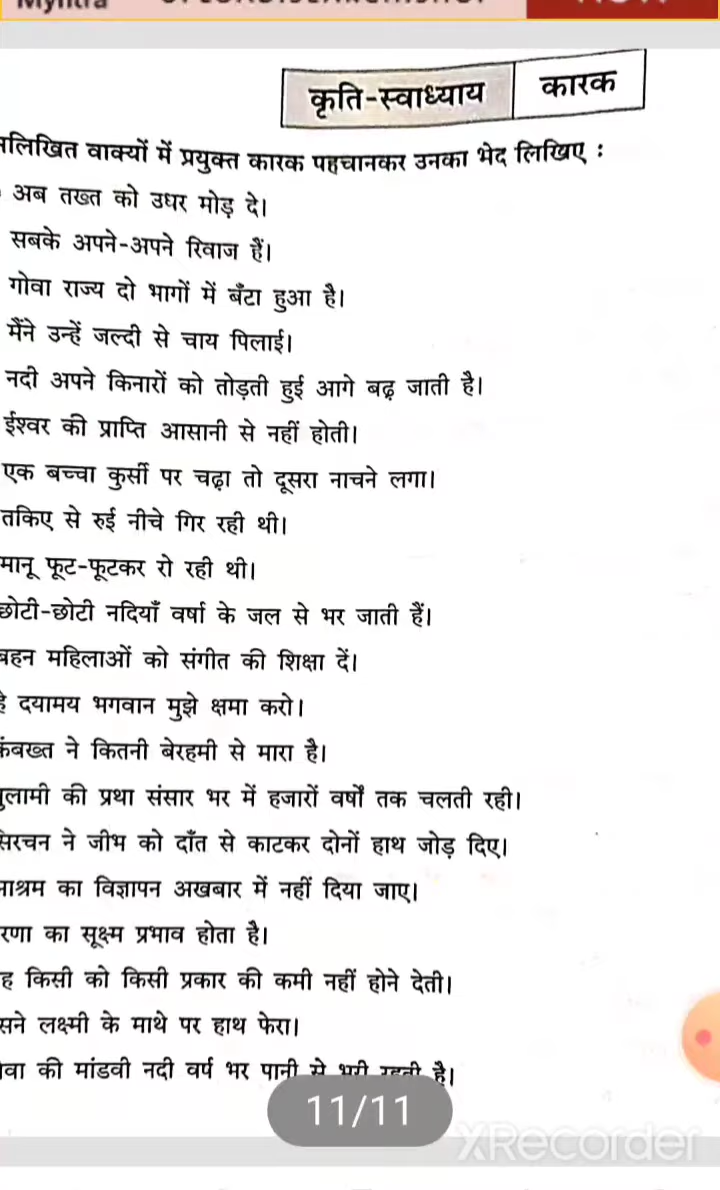 Myntra
कृति-स्वाध्याय कारक
वाक्यों में प्रयुक्त कारक पहचानकर उनका भेद लिखिए :
अब तख्त को उधर मोड़ दे।
सबके अपने-अपने रिवाज हैं।
गोवा राज्य दो भागों में बँटा हुआ है।
मैंने उन्हें जल्दी से चाय पिलाई।
नदी अपने किनारों को तोड़ती हुई आगे बढ़ जाती है।
ईश्वर की प्राप्ति आसानी से नहीं होती।
एक बच्चा कुर्सी पर चढ़ा तो दूसरा नाचने लगा।
तकिए से रुई नीचे गिर रही थी।
मानू फूट-फूटकर रो रही थी।
छोटी-छोटी नदियाँ वर्षा के जल से भर जाती हैं।
बहन महिलाओं को संगीत की शिक्षा दें।
हे दयामय भगवान मुझे क्षमा करो।
कंबख्त ने कितनी बेरहमी से मारा है।
की प्रथा संसार भर में हजारों वर्षों तक चलती रही।
सिरचन ने जीभ को दाँत से काटकर दोनों हाथ जोड़ दिए।
का विज्ञापन अखबार में नहीं दिया जाए।
का सूक्ष्म प्रभाव होता है।
किसी को किसी प्रकार की कमी नहीं होने देती।
लक्ष्मी के माथे पर हाथ फेरा।
की मांडवी नदी वर्ष भर पानी से भरी रहती है।
11/11
XRecorder